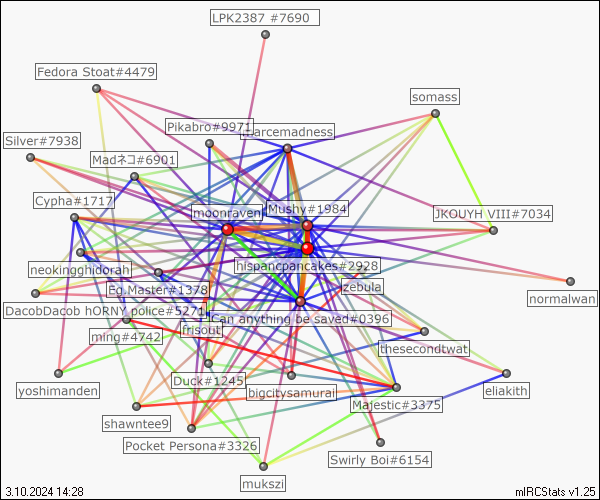 LPK2387 #7690
Fedora Stoat#4479
somass
Pikabro#9971
marcemadness
Silver#7938
Madネコ#6901
Cypha#1717
moonraven
Mushy#1984
JKOUYH VIII#7034
neokingghidorah
hispancpancakes#2928
Eg.Master#1378
zebula
normalwan
DacobDacob hORNY police#5271
Can anything be saved#0396
ming#4742
frisout
thesecondtwat
yoshimanden
Duck#1245
bigcitysamurai
eliakith
Majestic#3375
shawntee9
Pocket Persona#3326
Swirly Boi#6154
mukszi
3.10.2024 14:28
mIRCStats v1.25